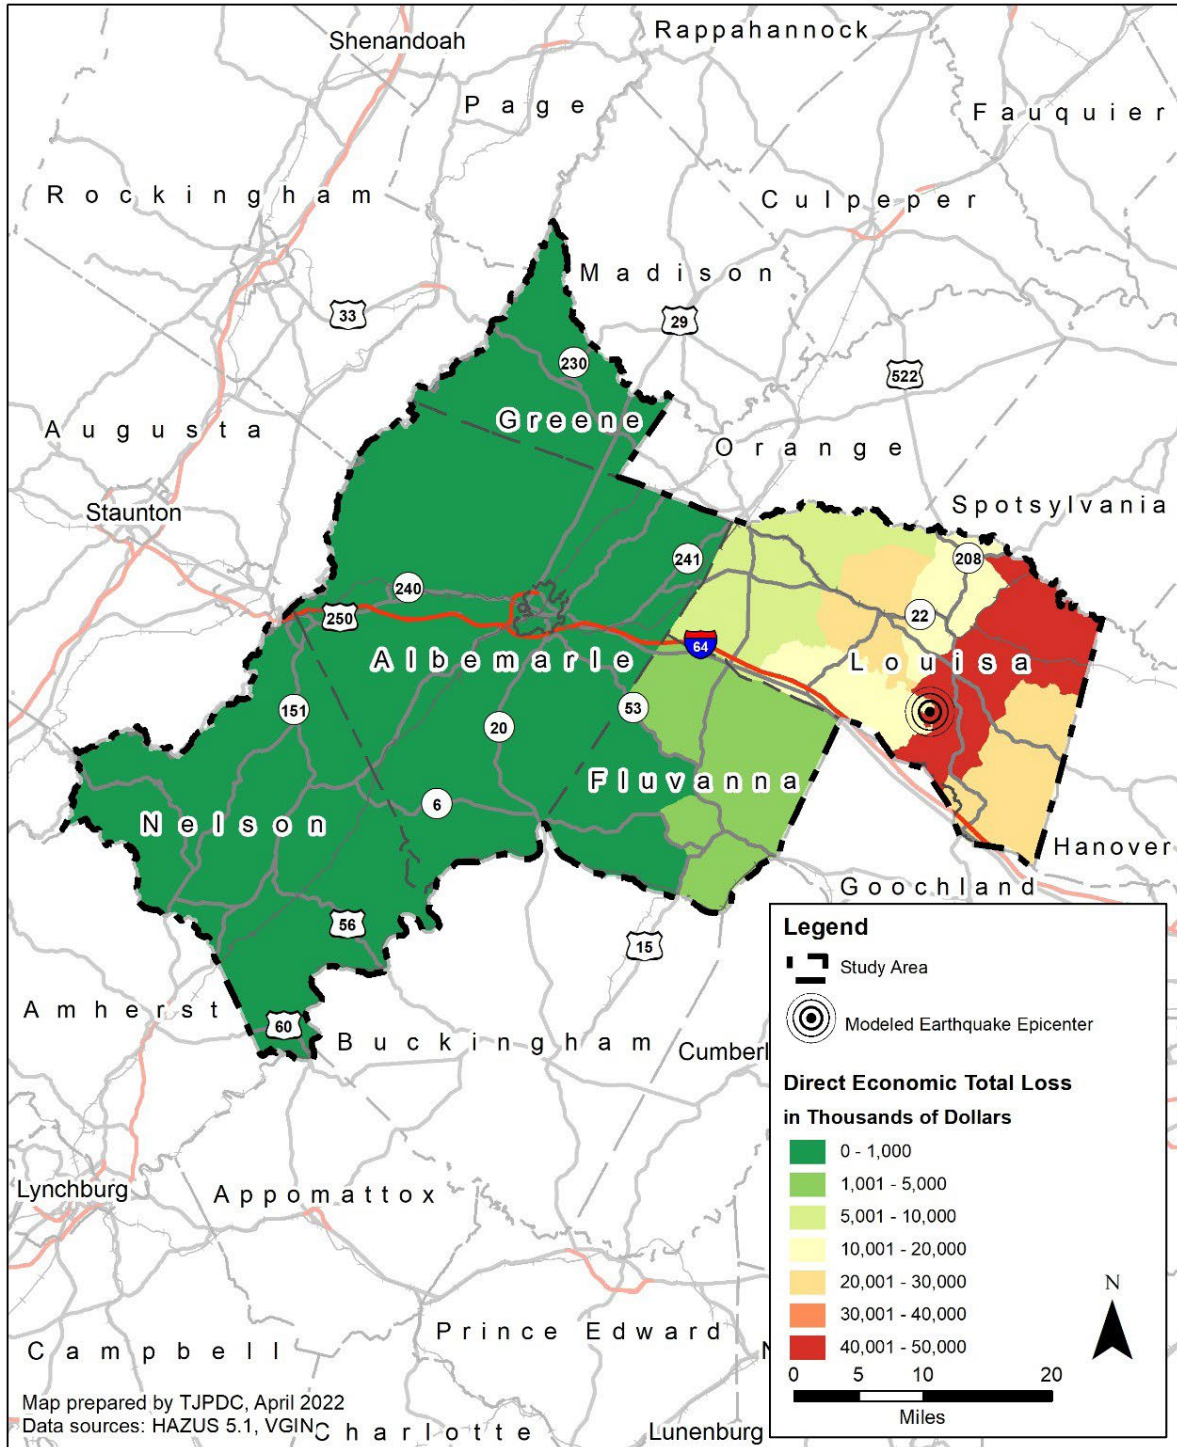 Rappahannock
Shenandoah
Page
Fauquier
Rockingham
Culpeper
Madison
33
29
230
522
Greene
Augusta
Orange
Staunton
Spotsylvania
241
208
240
250
22
64
Albemarle
Louisa
151
53
20
Fluvanna
6
Nelson
Hanover
Goochland
56
15
Amherst
60
Buckingham
Cumberl
Legend
Study Area
Modeled Earthquake Epicenter
Direct Economic Total Loss
in Thousands of Dollars
0 - 1,000
1,001 - 5,000
5,001 - 10,000
10,001 - 20,000
20,001 - 30,000
30,001 - 40,000
40,001 - 50,000
N
0 5 10 20
Miles
Lynchburg
Appomattox
Prince Edward
N
Campbell
Map prepared by TJPDC, April 2022
Data sources: HAZUS 5.1, VGIN
Charlotte
Lunenburg